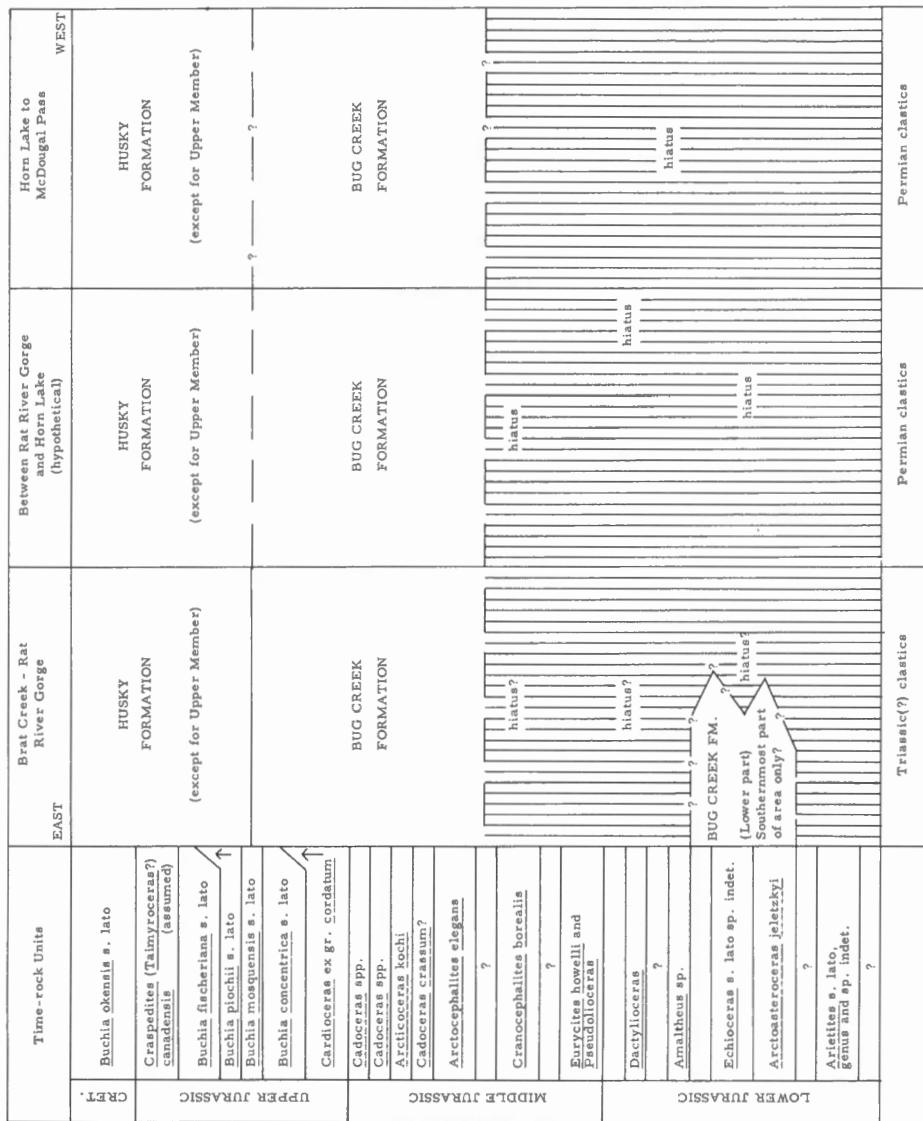 Time-rock Units
CRET.
UPPER JURASSIC
MIDDLE JURASSIC
LOWER JURASSIC
Buchia okensis s. lato
Craspedites (Taimyroceras?)
canadensis (assumed)
Buchia fischeriana s. lato
Buchia piochii s. lato
Buchia mosquensis s. lato
Buchia concentrica s. lato
Cardioceras ex gr. cordatum
Cadoceras spp.
Cadoceras spp.
Arcticoceras kochi
Cadoceras crassum?
Arctocephalites elegans
?
Cranocephalites borealis
?
Eurycites howelli and
Pseudolioceras
Dactylioceras
?
Amaltheus sp.
Echioceras s. lato sp. indet.
Arctoasteroceras jeletzkyi
?
Arietites s. lato,
genus and sp. indet.
?
Brat Creek - Rat
River Gorge
EAST
HUSKY
FORMATION
(except for Upper Member)
BUG CREEK
FORMATION
hiatus?
hiatus?
? ? ?
BUG CREEK FM.
(Lower part)
Southernmost part
of area only?
?
?
hiatus?
Triassic(?) clastics
Between Rat River Gorge
and Horn Lake
(hypothetical)
HUSKY
FORMATION
(except for Upper Member)
BUG CREEK
FORMATION
hiatus
hiatus
hiatus
Permian clastics
Horn Lake to
McDougal Pass
WEST
HUSKY
FORMATION
(except for Upper Member)
? ?
BUG CREEK
FORMATION
? ?
hiatus
Permian clastics